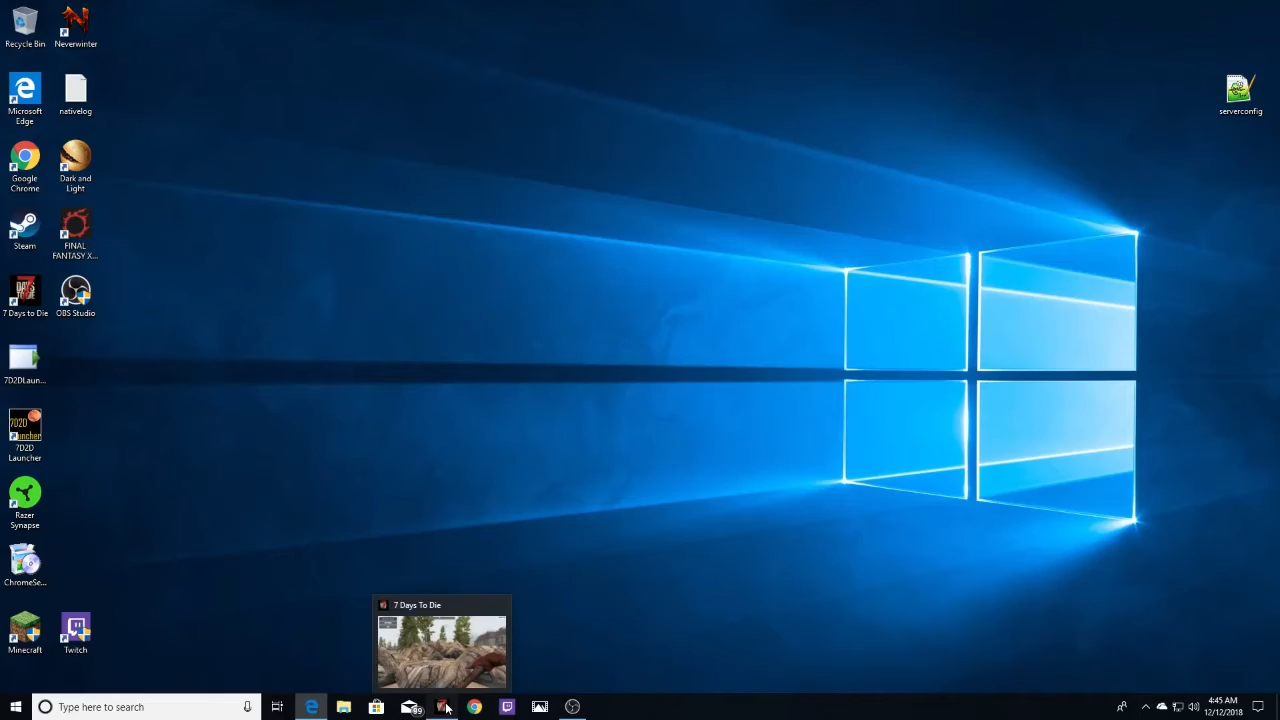 Recycle Bin
Neverwinter
Microsoft
Edge
nativelog
Google
Chrome
Dark and
Light
Steam
FINAL
FANTASY X...
7 Days to Die
OBS Studio
7D2DLaun...
7D2D
Launcher
Razer
Synapse
ChromeSe...
Minecraft
Twitch
serverconfig
7 Days To Die
Type here to search
4:45 AM
12/12/2018